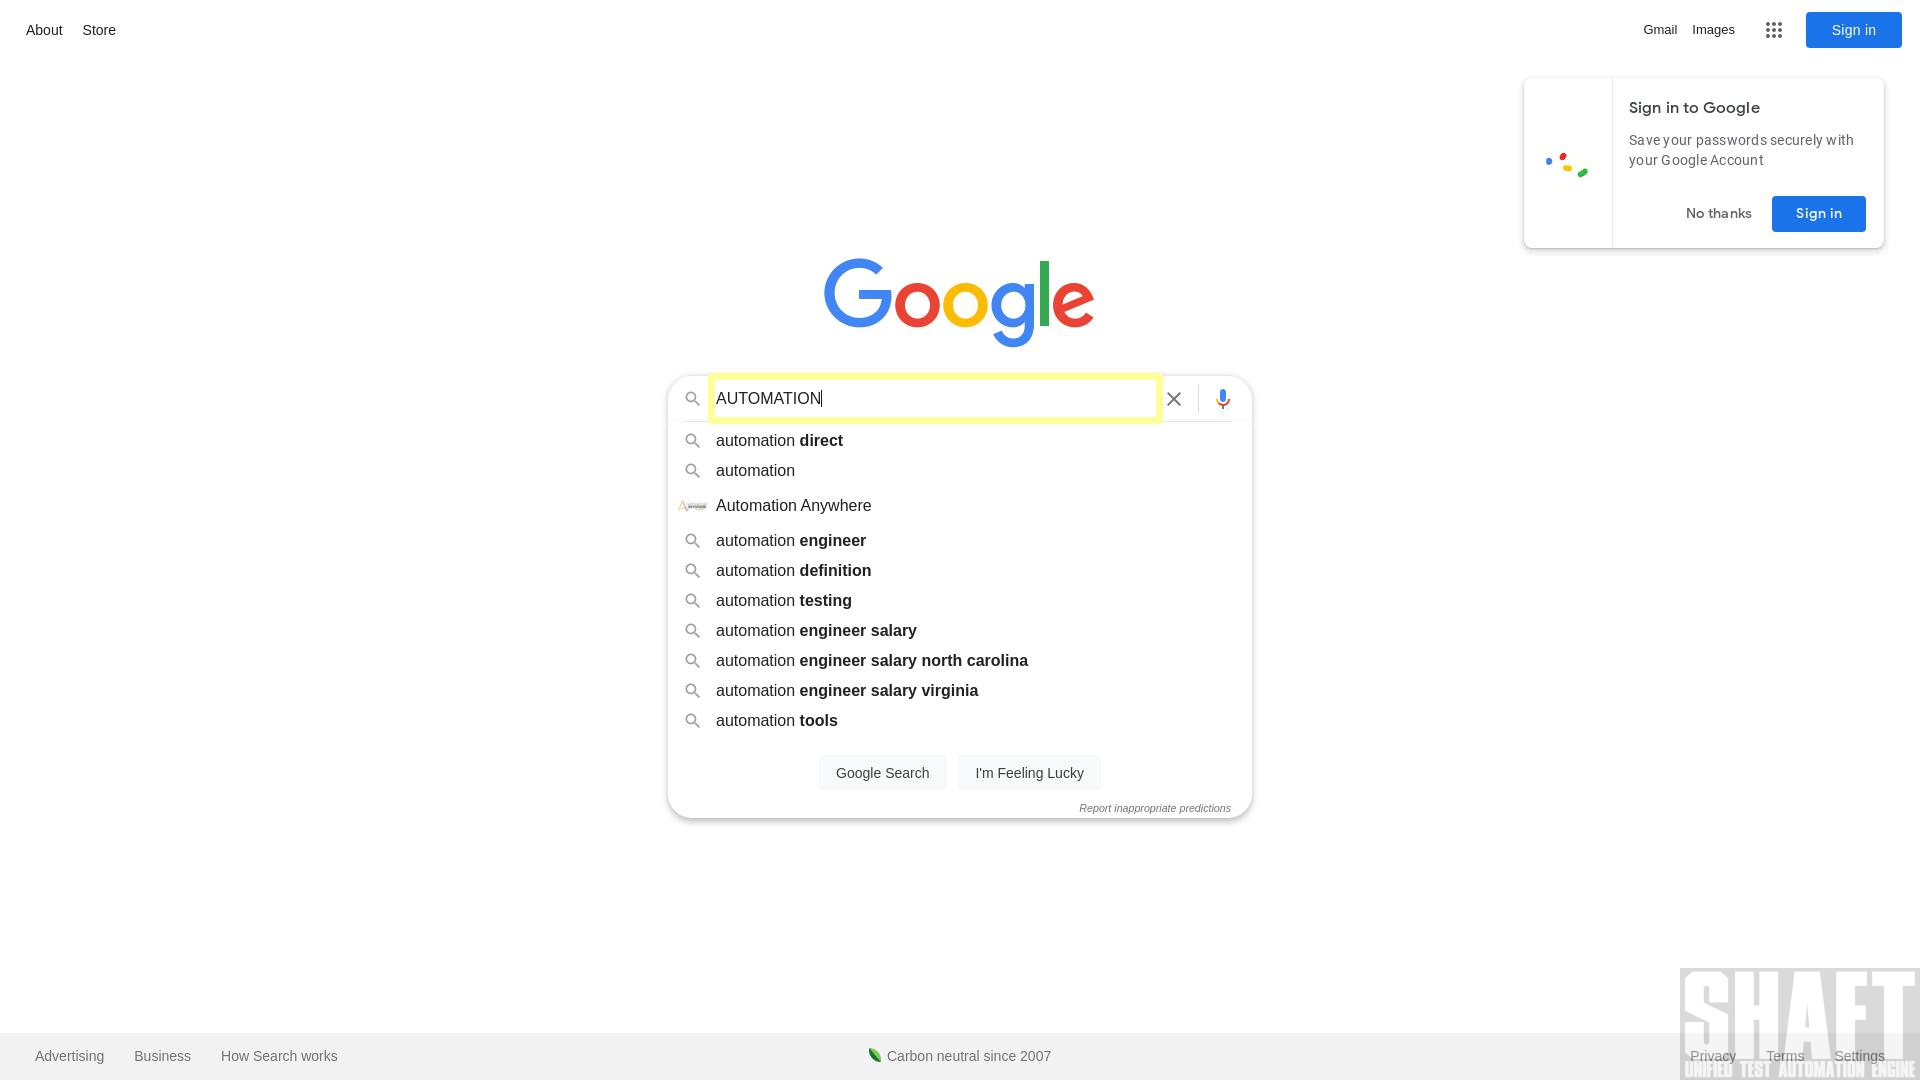 About Store
Gmail Images Sign in
Sign in to Google
Save your passwords securely with
your Google Account
No thanks Sign in
Google
AUTOMATION
automation direct
automation
Automation Anywhere
automation engineer
automation definition
automation testing
automation engineer salary
automation engineer salary north carolina
automation engineer salary virginia
automation tools
Google Search I'm Feeling Lucky
Report inappropriate predictions
SHAFT
Advertising Business How Search works Carbon neutral since 2007 Privacy Terms Settings
UNIFIED TEST AUTOMATION ENGINE